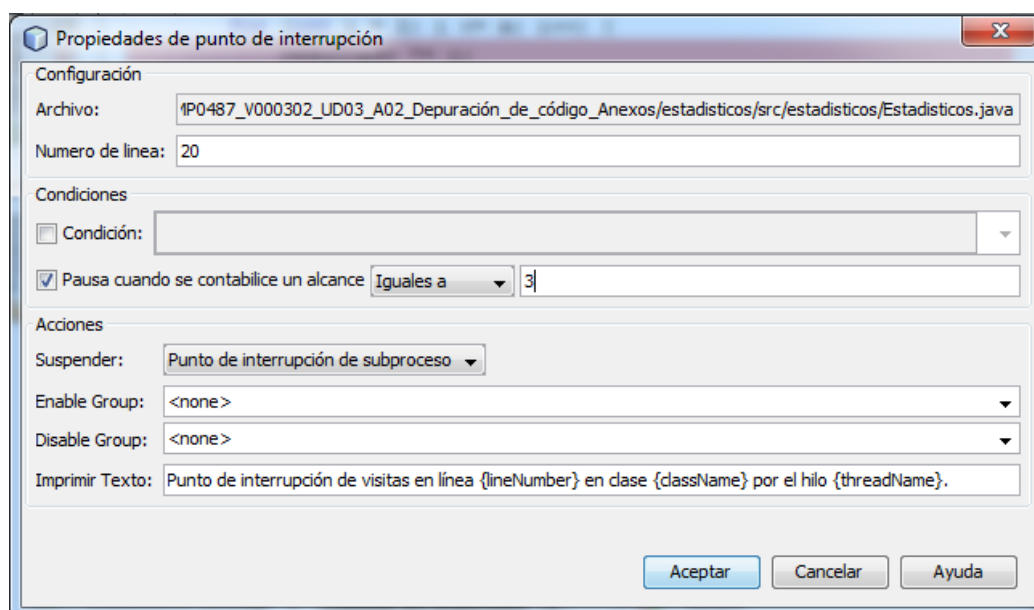 Propiedades de punto de interrupción
Configuración
Archivo: MP0487_V000302_UD03_A02_Depuración_de_código_Anexos/estadisticos/src/estadisticos/Estadisticos.java
Numero de linea: 20
Condiciones
Condición:
Pausa cuando se contabilice un alcance Iguales a 3
Acciones
Suspender: Punto de interrupción de subproceso
Enable Group: <none>
Disable Group: <none>
Imprimir Texto: Punto de interrupción de visitas en línea {lineNumber} en clase {className} por el hilo {threadName}.
Aceptar Cancelar Ayuda